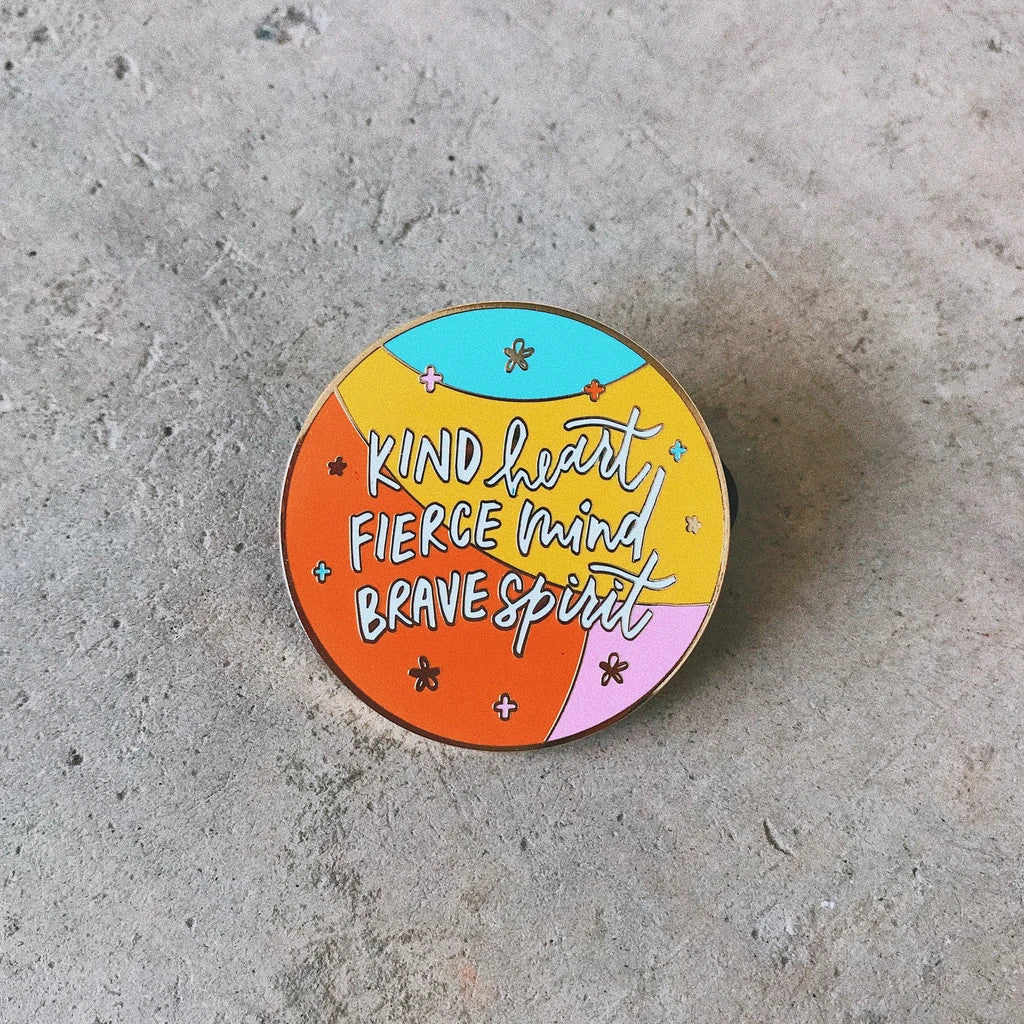 KIND heart,
FIERCE mind,
BRAVE spirit